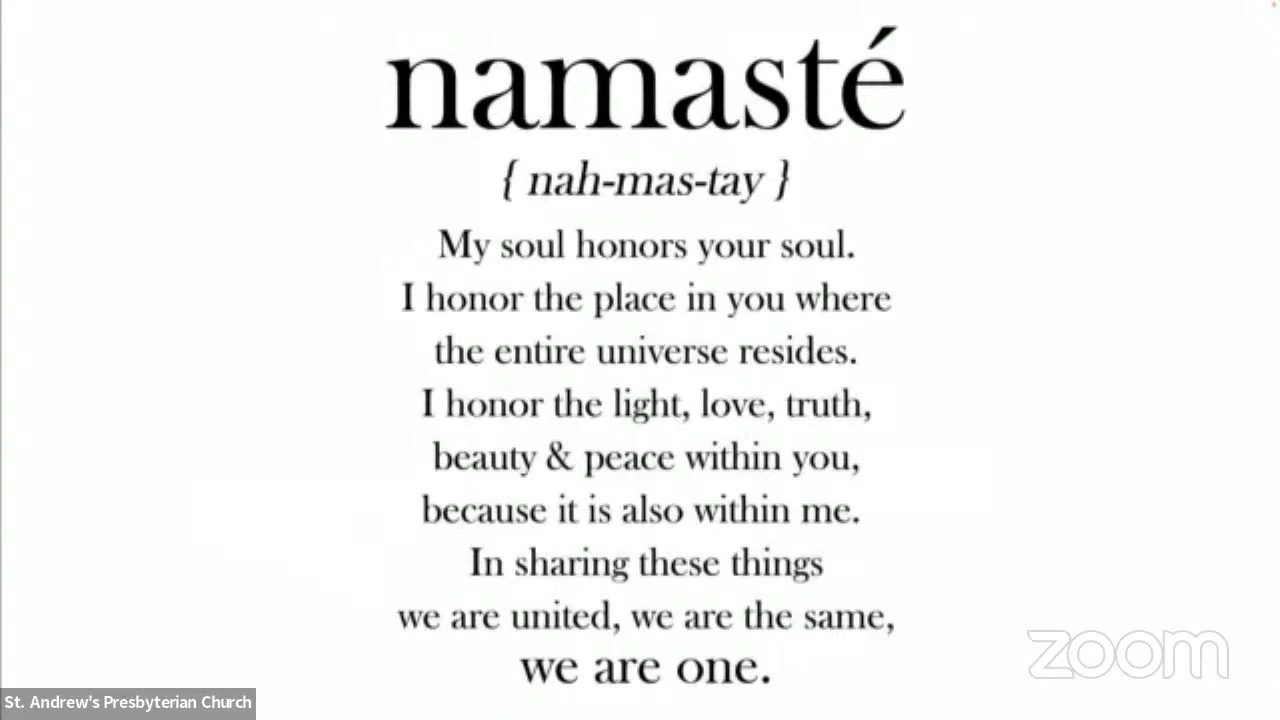 namasté
{ nah-mas-tay }
My soul honors your soul.
I honor the place in you where
the entire universe resides.
I honor the light, love, truth,
beauty & peace within you,
because it is also within me.
In sharing these things
we are united, we are the same,
we are one.
zoom
St. Andrew's Presbyterian Church